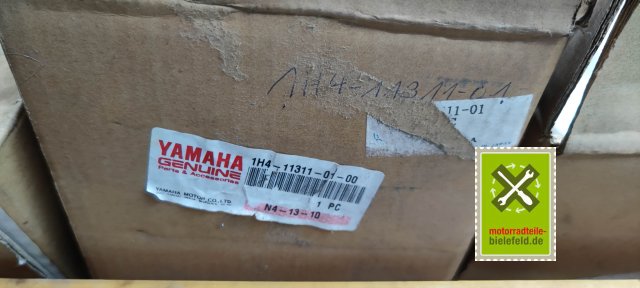 1H4-11311-01
11-01
YAMAHA
GENUINE
Parts & Accessories
YAMAHA MOTOR CO., LTD.
1H4-11311-01-00
1 PC
N4-13-10
motorradteile-
bielefeld.de